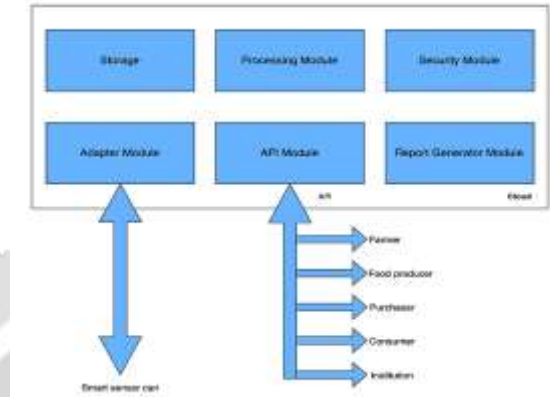 Storage
Processing Module
Security Module
Adapter Module
API Module
Report Generator Module
API
Cloud
Farmer
Food producer
Purchaser
Consumer
Institution
Smart sensor can